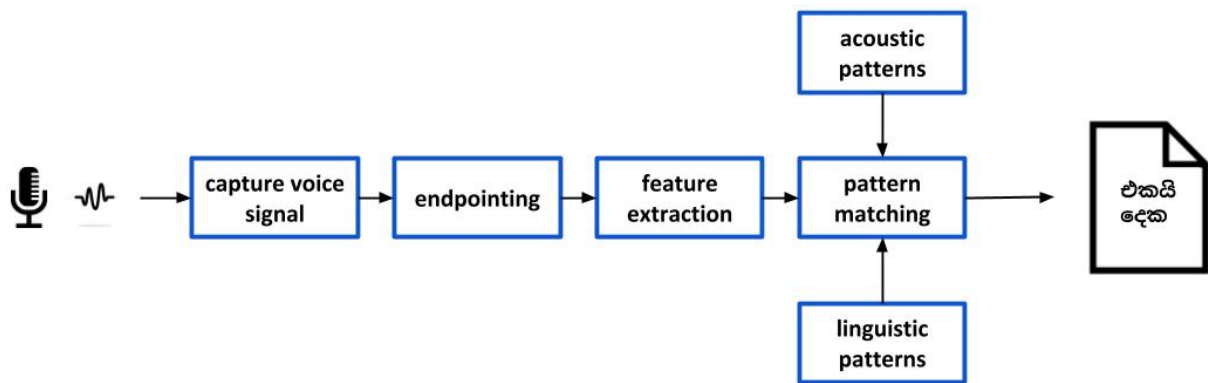 acoustic
patterns
capture voice
signal
endpointing
feature
extraction
pattern
matching
එකයි
දෙක
linguistic
patterns